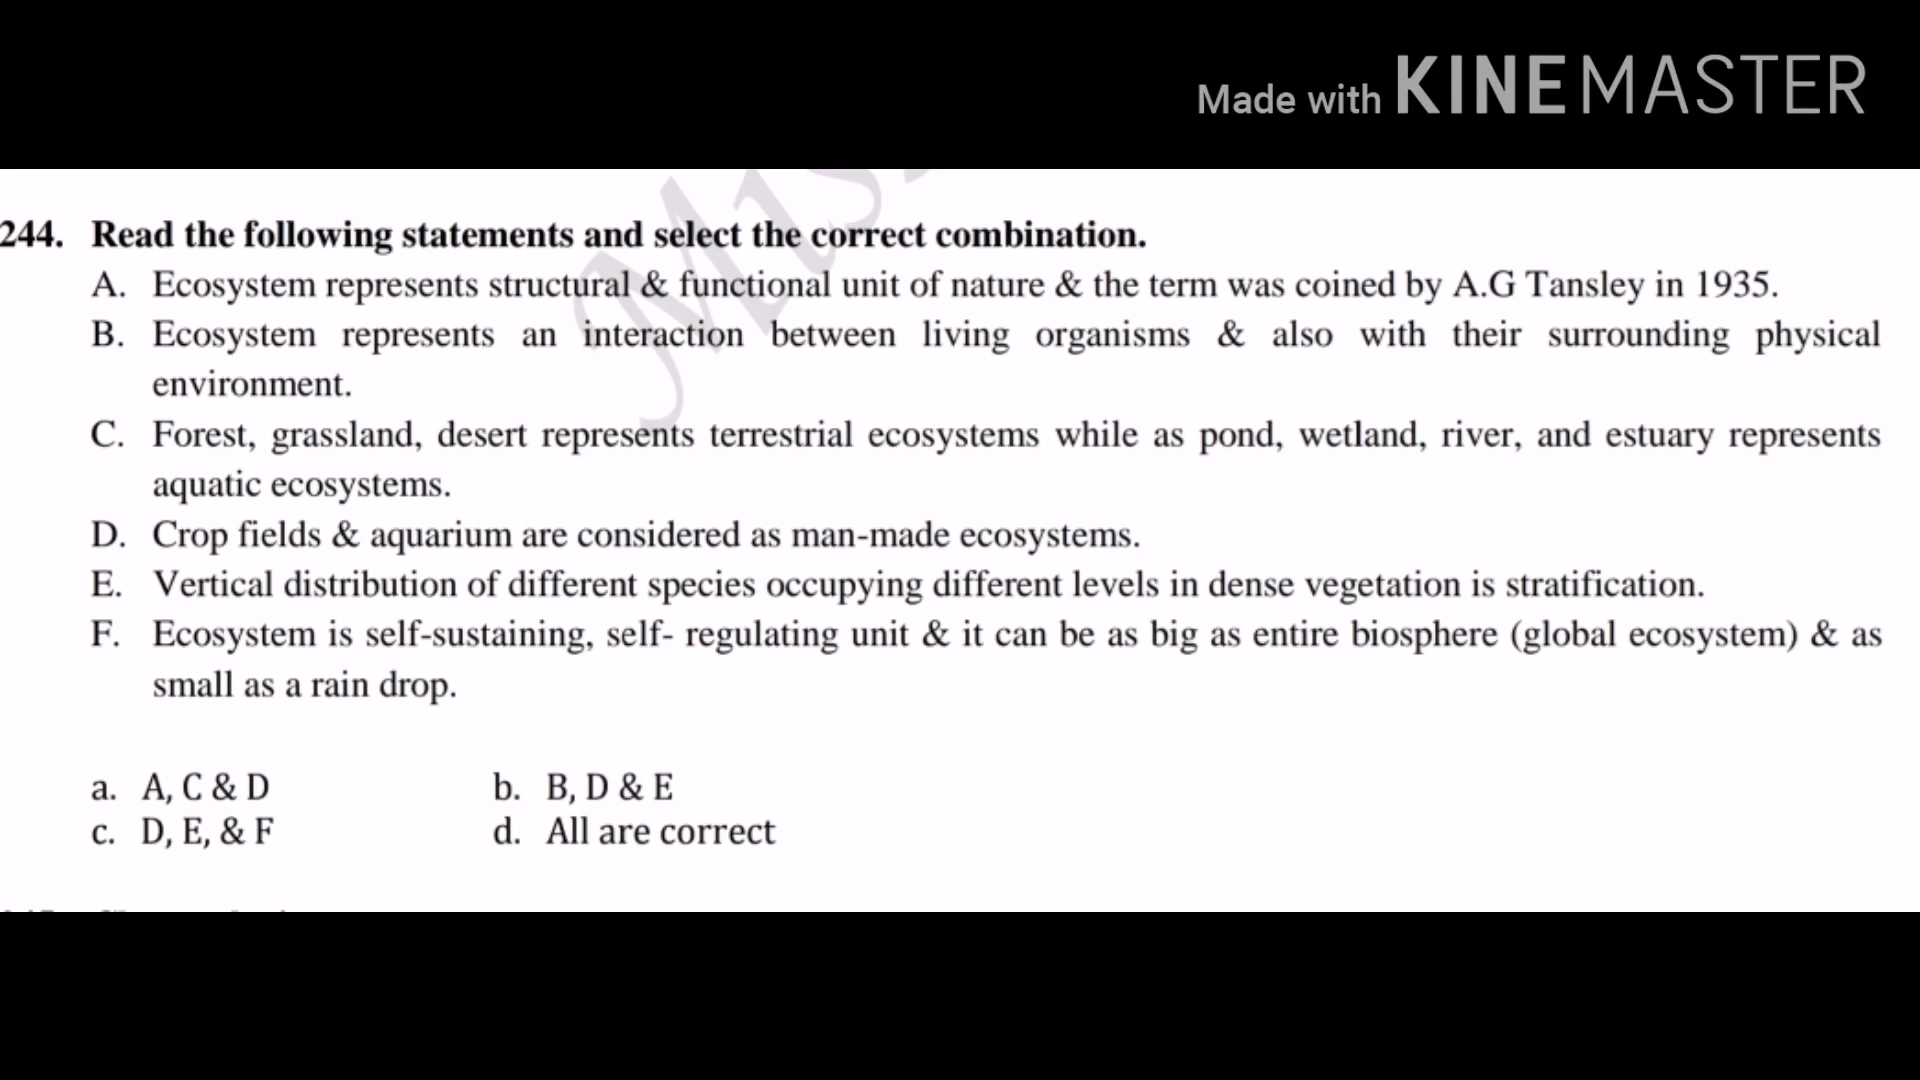 Made with KINEMASTER
244. Read the following statements and select the correct combination.
A. Ecosystem represents structural & functional unit of nature & the term was coined by A.G Tansley in 1935.
B. Ecosystem represents an interaction between living organisms & also with their surrounding physical
environment.
C. Forest, grassland, desert represents terrestrial ecosystems while as pond, wetland, river, and estuary represents
aquatic ecosystems.
D. Crop fields & aquarium are considered as man-made ecosystems.
E. Vertical distribution of different species occupying different levels in dense vegetation is stratification.
F. Ecosystem is self-sustaining, self- regulating unit & it can be as big as entire biosphere (global ecosystem) & as
small as a rain drop.
a. A, C & D b. B, D & E
c. D, E, & F d. All are correct